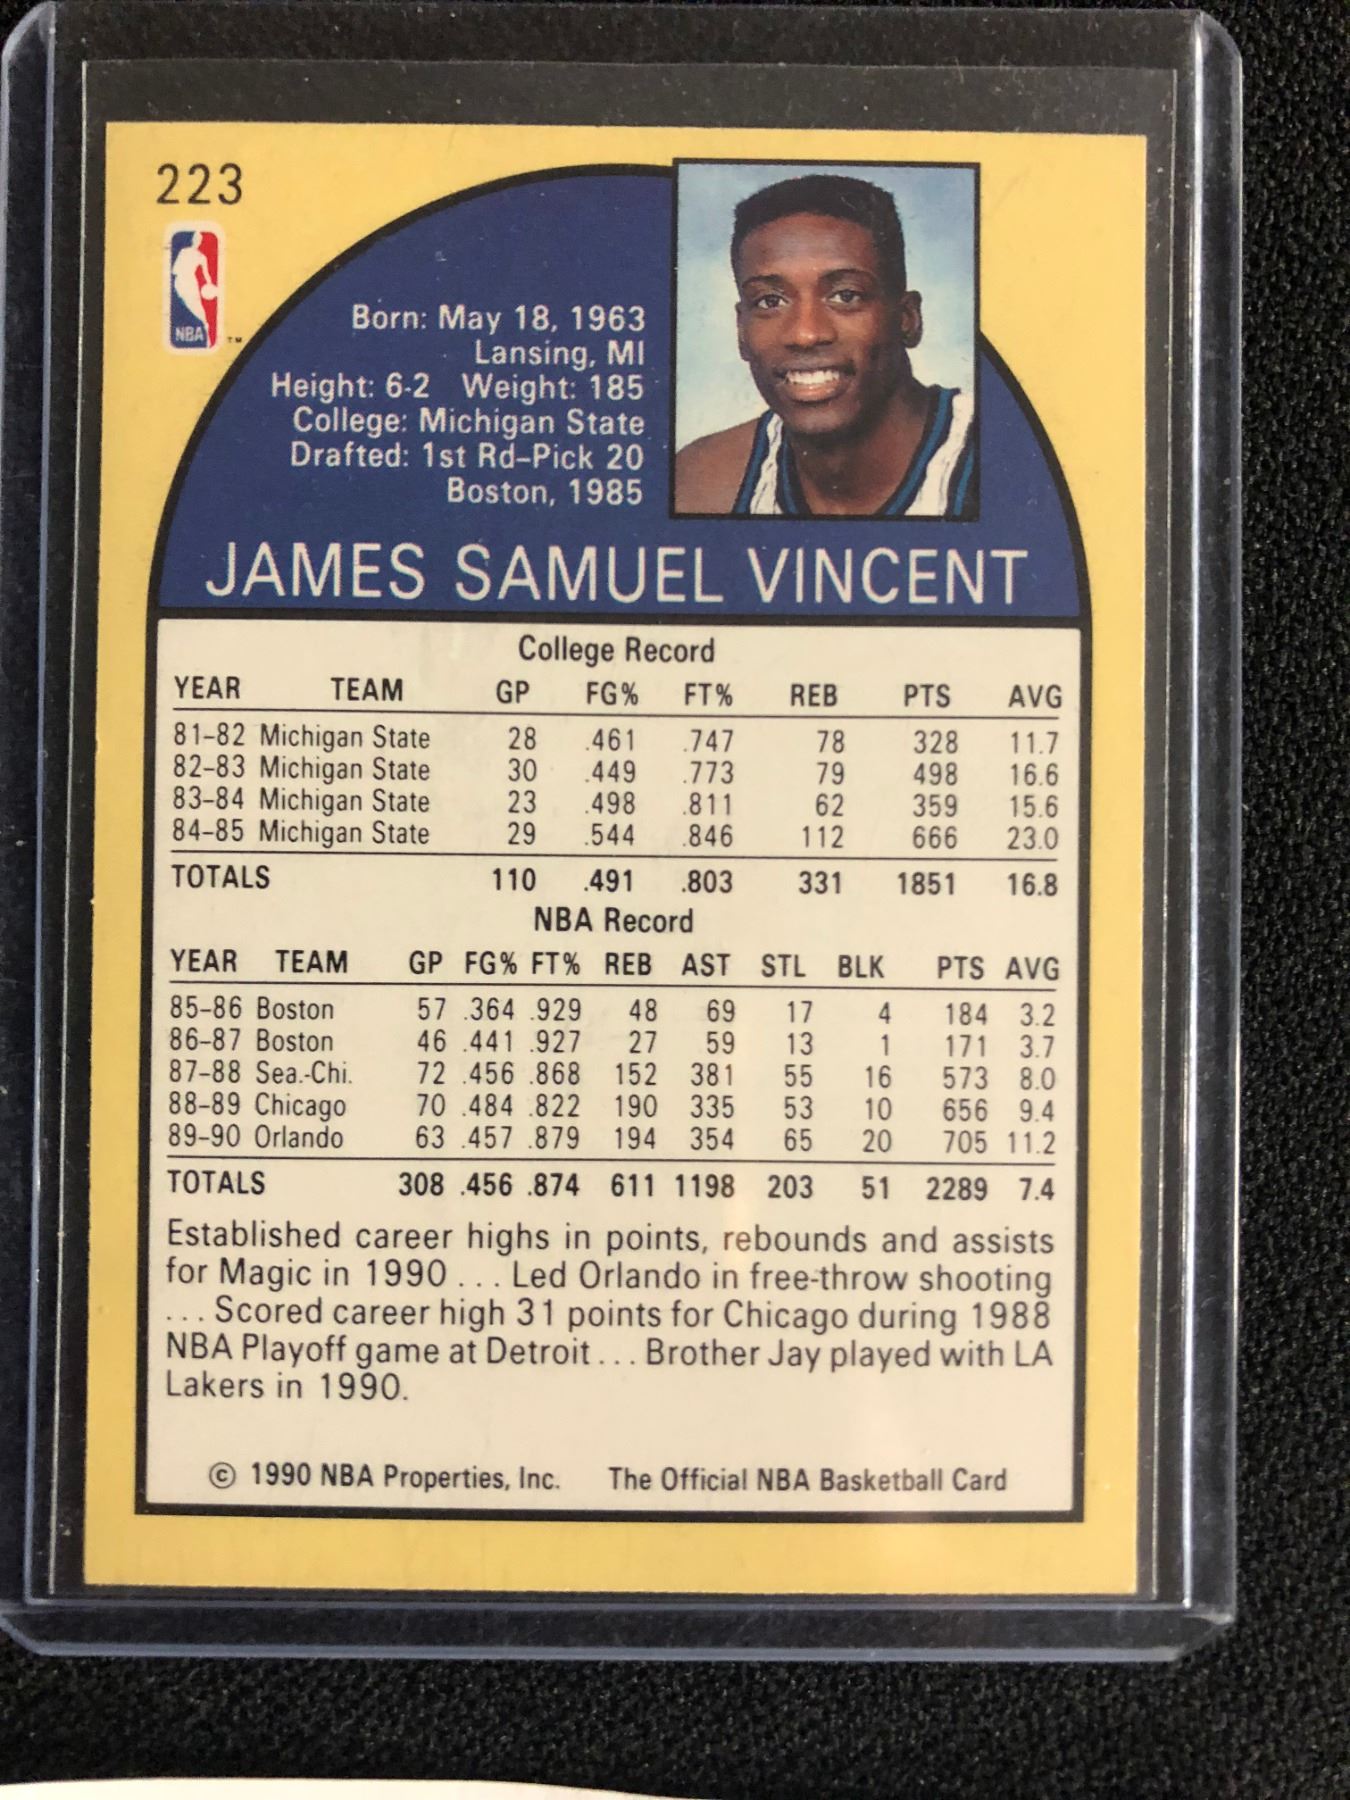 223
NBA
TM
Born: May 18, 1963
Lansing, MI
Height: 6-2 Weight: 185
College: Michigan State
Drafted: 1st Rd–Pick 20
Boston, 1985
JAMES SAMUEL VINCENT
College Record
YEAR TEAM GP FG% FT% REB PTS AVG
81–82 Michigan State 28 .461 .747 78 328 11.7
82–83 Michigan State 30 .449 .773 79 498 16.6
83–84 Michigan State 23 .498 .811 62 359 15.6
84–85 Michigan State 29 .544 .846 112 666 23.0
TOTALS 110 .491 .803 331 1851 16.8
NBA Record
YEAR TEAM GP FG% FT% REB AST STL BLK PTS AVG
85–86 Boston 57 .364 .929 48 69 17 4 184 3.2
86–87 Boston 46 .441 .927 27 59 13 1 171 3.7
87–88 Sea.-Chi. 72 .456 .868 152 381 55 16 573 8.0
88–89 Chicago 70 .484 .822 190 335 53 10 656 9.4
89–90 Orlando 63 .457 .879 194 354 65 20 705 11.2
TOTALS 308 .456 .874 611 1198 203 51 2289 7.4
Established career highs in points, rebounds and assists
for Magic in 1990 . . . Led Orlando in free-throw shooting
. . . Scored career high 31 points for Chicago during 1988
NBA Playoff game at Detroit . . . Brother Jay played with LA
Lakers in 1990.
© 1990 NBA Properties, Inc. The Official NBA Basketball Card